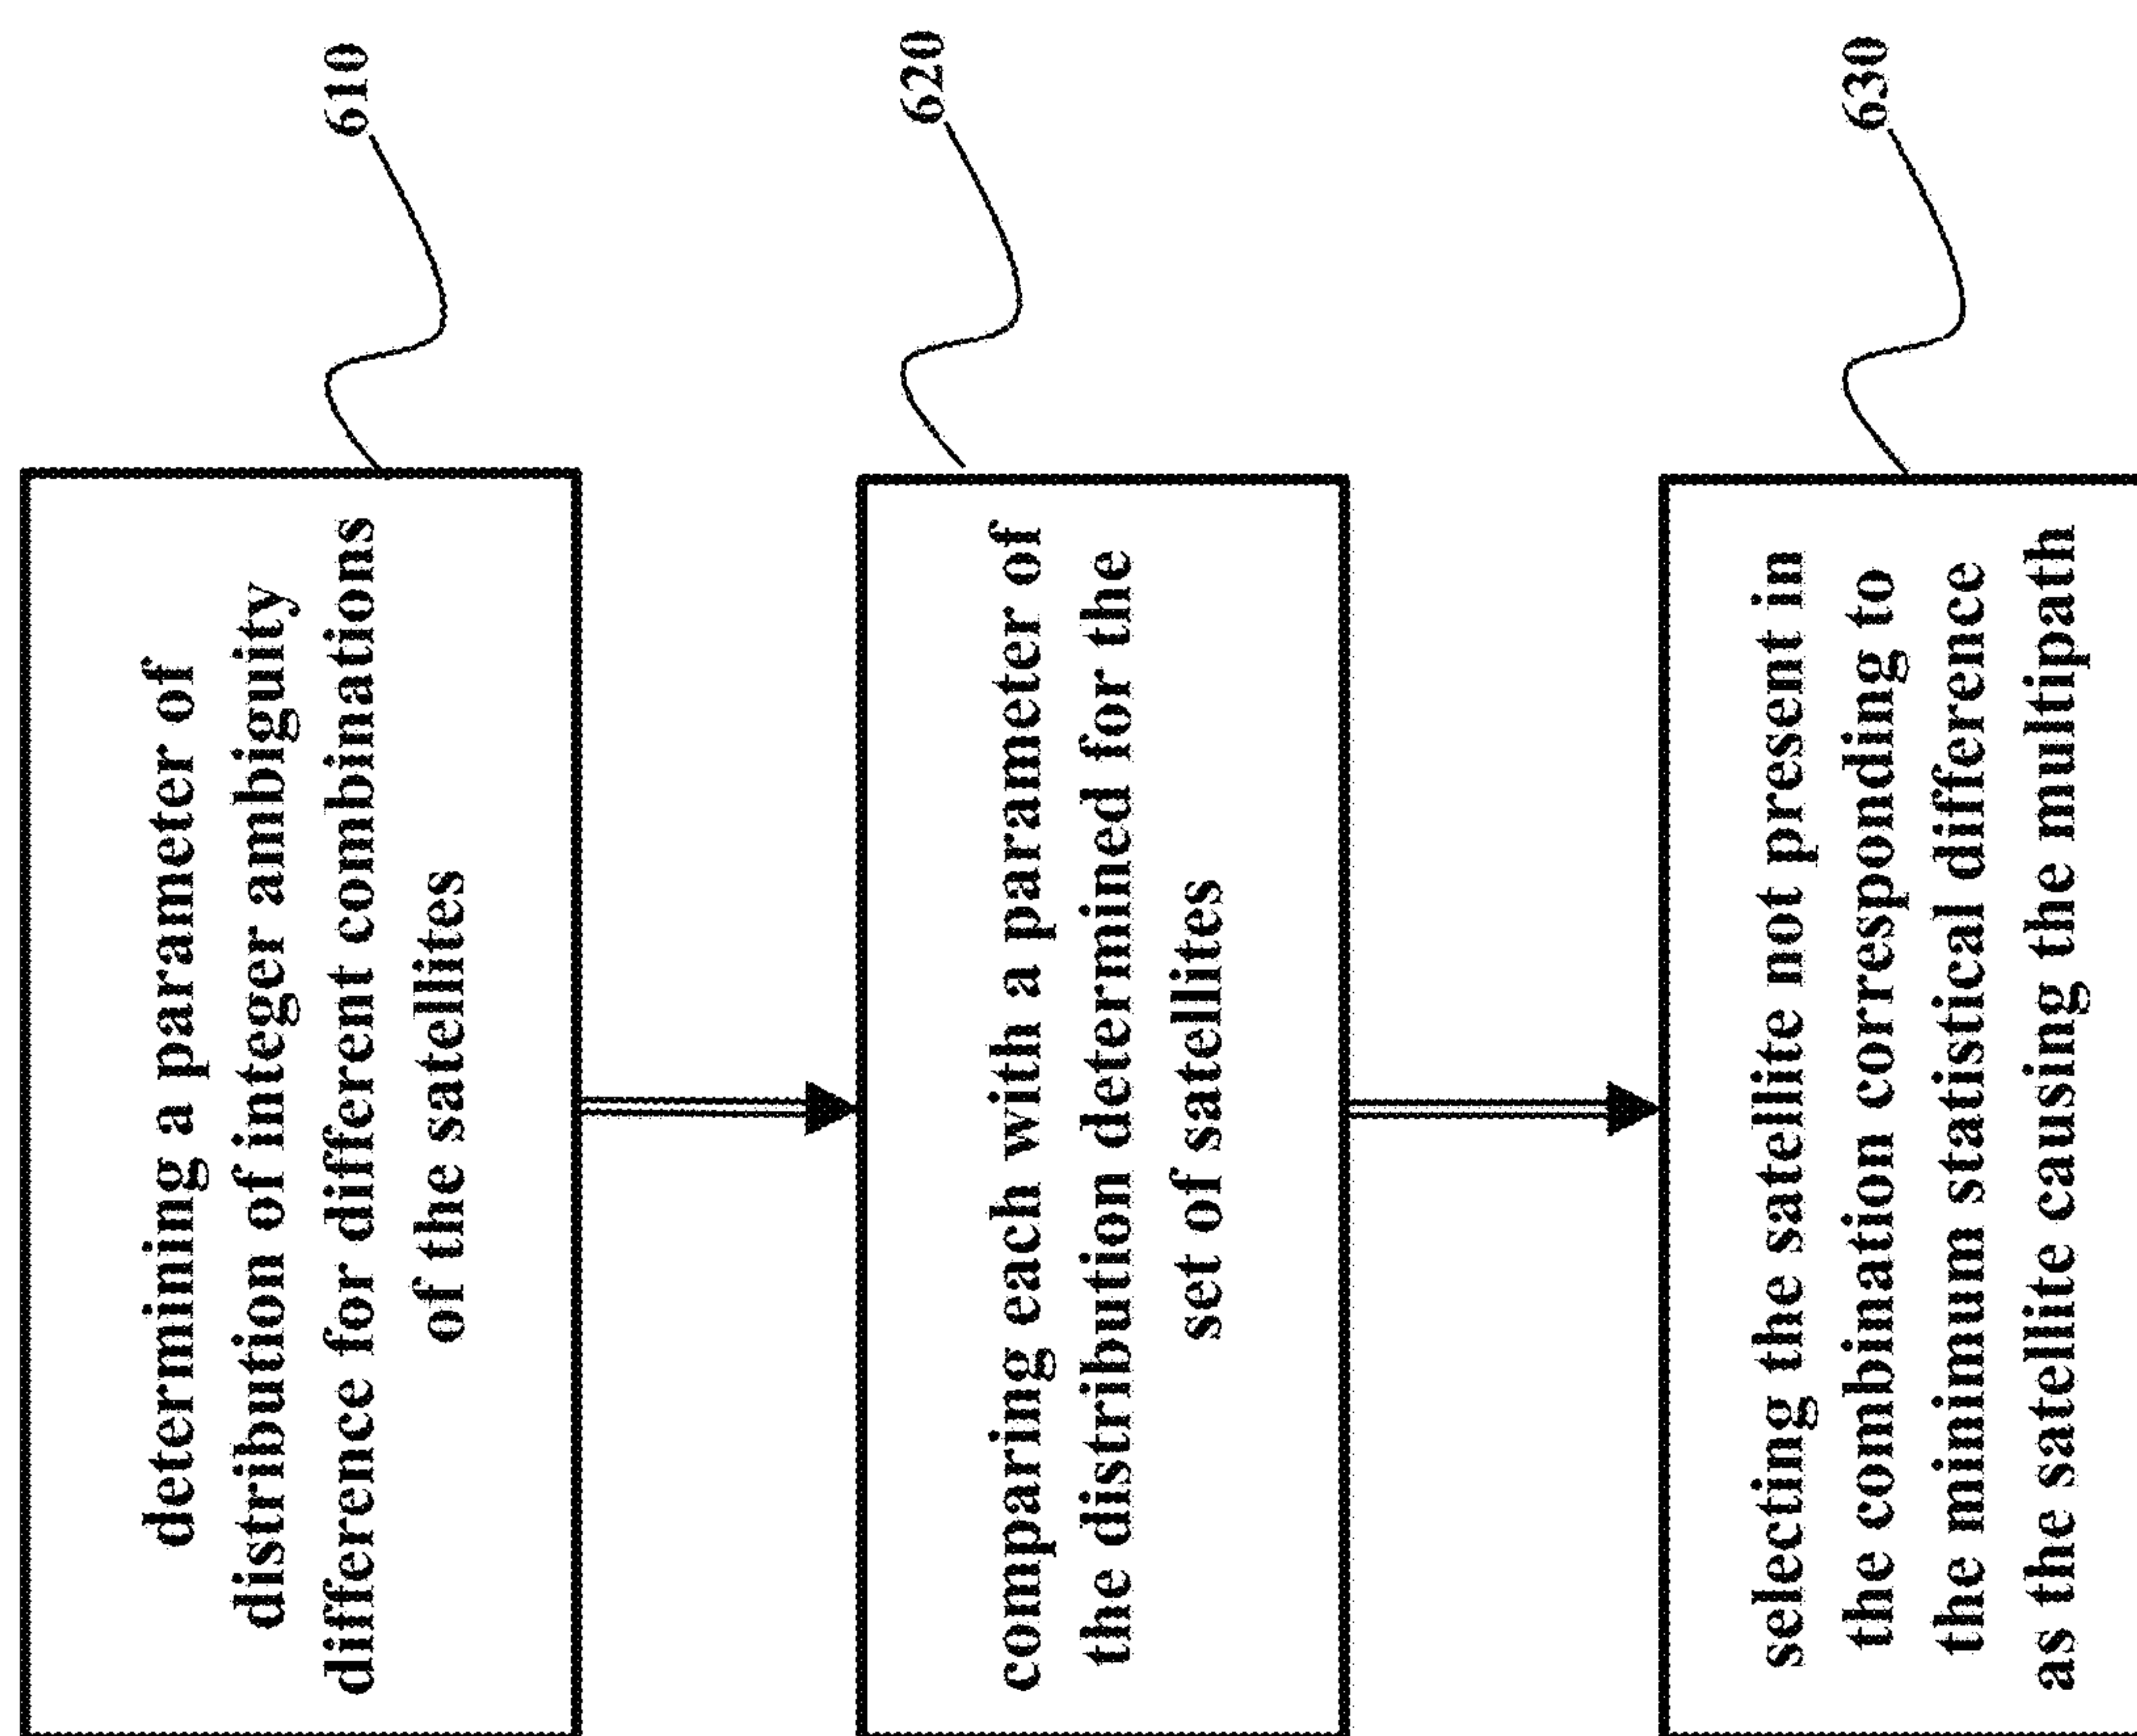 determining a parameter of
distribution of integer ambiguity
difference for different combinations
of the satellites
610
comparing each with a parameter of
the distribution determined for the
set of satellites
620
selecting the satellite not present in
the combination corresponding to
the minimum statistical difference
as the satellite causing the multipath
630